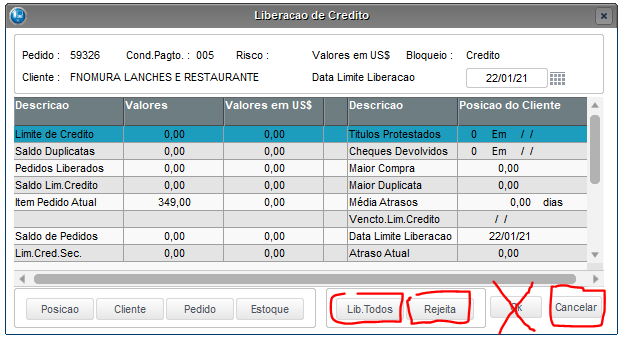 Liberacao de Credito
Pedido : 59326 Cond.Pagto. : 005 Risco : Valores em US$ Bloqueio : Credito
Cliente : FNOMURA LANCHES E RESTAURANTE Data Limite Liberacao 22/01/21
Descricao Valores Valores em US$ Descricao Posicao do Cliente
Limite de Credito 0,00 0,00 Titulos Protestados 0 Em / /
Saldo Duplicatas 0,00 0,00 Cheques Devolvidos 0 Em / /
Pedidos Liberados 0,00 0,00 Maior Compra 0,00
Saldo Lim.Credito 0,00 0,00 Maior Duplicata 0,00
Item Pedido Atual 349,00 0,00 Média Atrasos 0,00 dias
Vencto.Lim.Credito / /
Saldo de Pedidos 0,00 0,00 Data Limite Liberacao 22/01/21
Lim.Cred.Sec. 0,00 0,00 Atraso Atual 0,00
Posicao Cliente Pedido Estoque Lib.Todos Rejeita Ok Cancelar